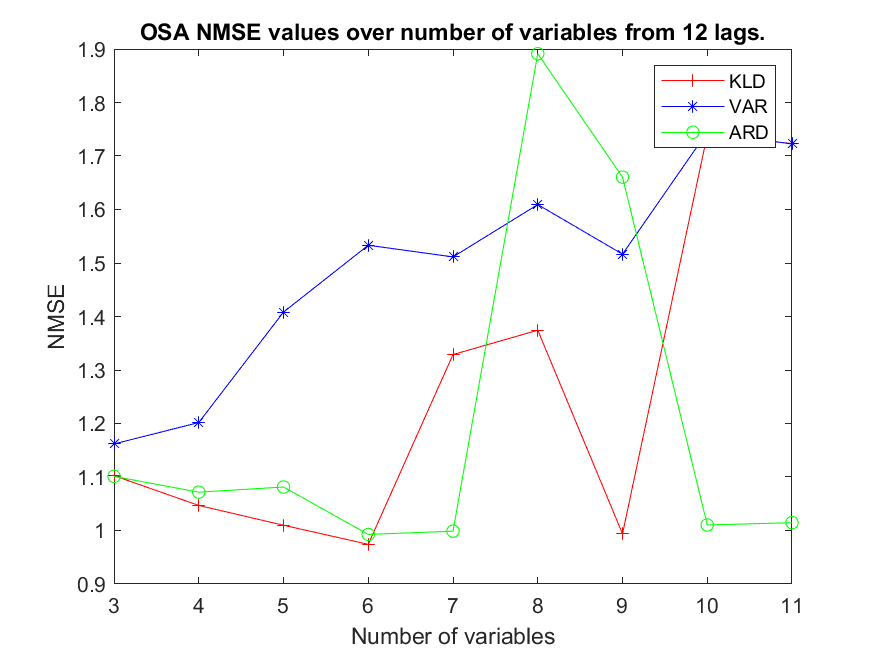 OSA NMSE values over number of variables from 12 lags.
1.9
1.8
1.7
1.6
1.5
1.4
1.3
1.2
1.1
1
0.9
NMSE
KLD
VAR
ARD
3 4 5 6 7 8 9 10 11
Number of variables